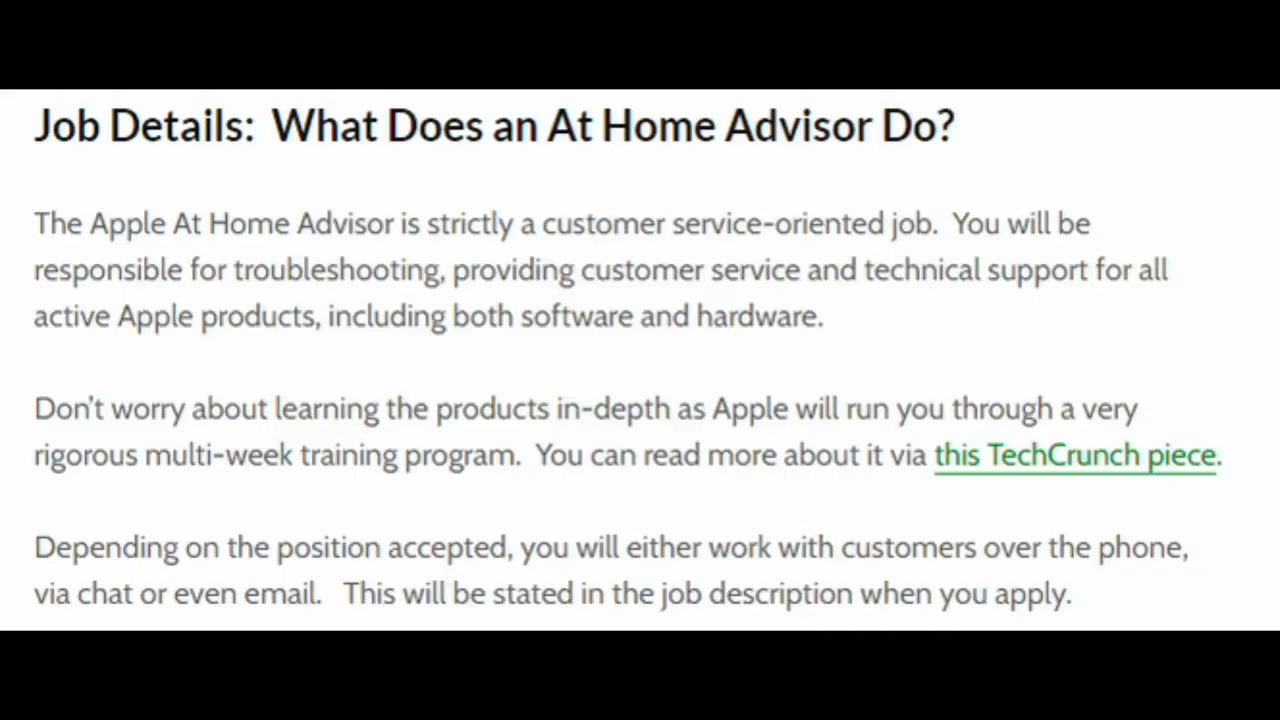 Job Details:  What Does an At Home Advisor Do?
The Apple At Home Advisor is strictly a customer service-oriented job.  You will be
responsible for troubleshooting, providing customer service and technical support for all
active Apple products, including both software and hardware.
Don't worry about learning the products in-depth as Apple will run you through a very
rigorous multi-week training program.  You can read more about it via this TechCrunch piece.
Depending on the position accepted, you will either work with customers over the phone,
via chat or even email.   This will be stated in the job description when you apply.